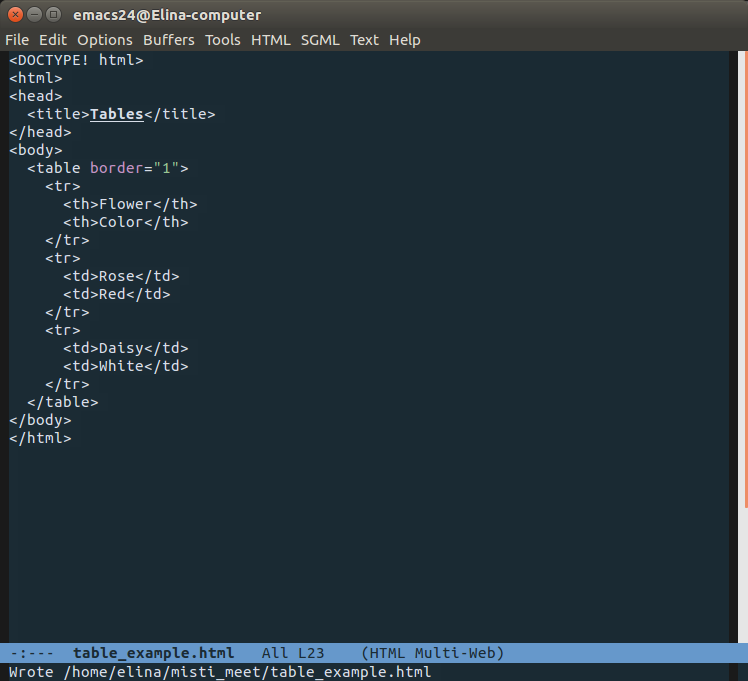 emacs24@Elina-computer
File Edit Options Buffers Tools HTML SGML Text Help
<DOCTYPE! html>
<html>
<head>
  <title>Tables</title>
</head>
<body>
  <table border="1">
    <tr>
      <th>Flower</th>
      <th>Color</th>
    </tr>
    <tr>
      <td>Rose</td>
      <td>Red</td>
    </tr>
    <tr>
      <td>Daisy</td>
      <td>White</td>
    </tr>
  </table>
</body>
</html>
-:--- table_example.html All L23 (HTML Multi-Web)
Wrote /home/elina/misti_meet/table_example.html